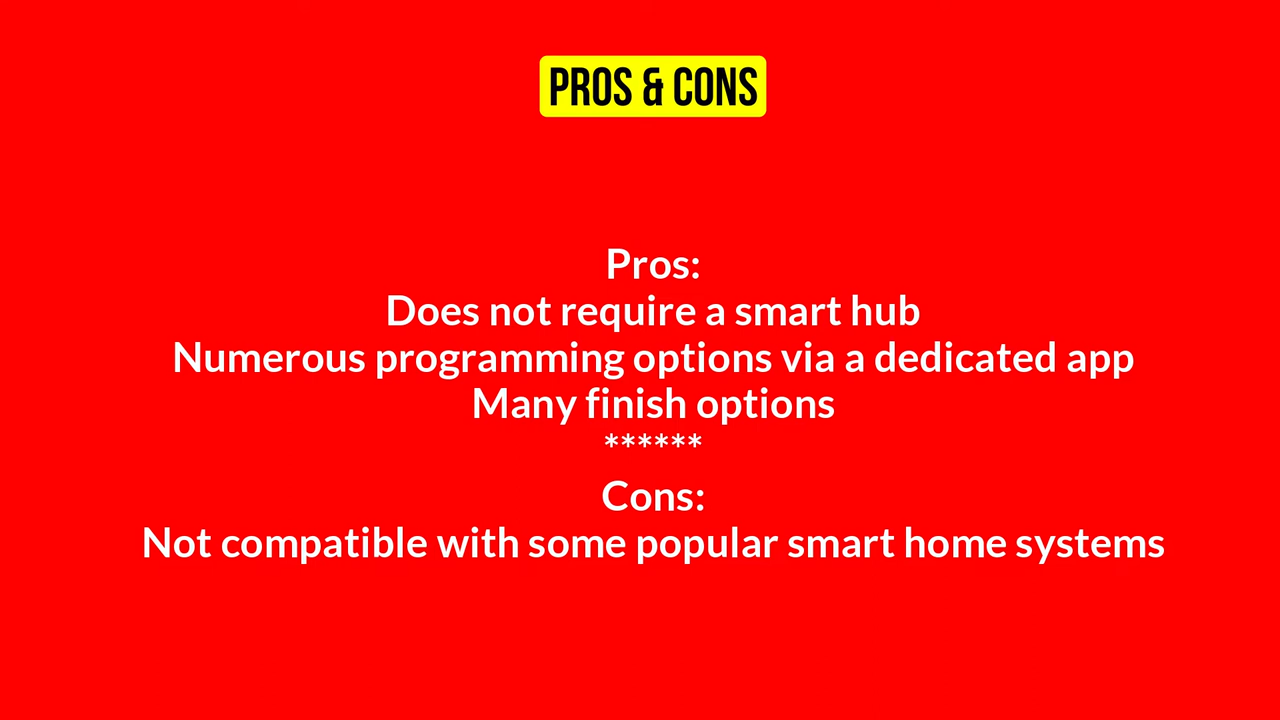 PROS & CONS
Pros:
Does not require a smart hub
Numerous programming options via a dedicated app
Many finish options
******
Cons:
Not compatible with some popular smart home systems